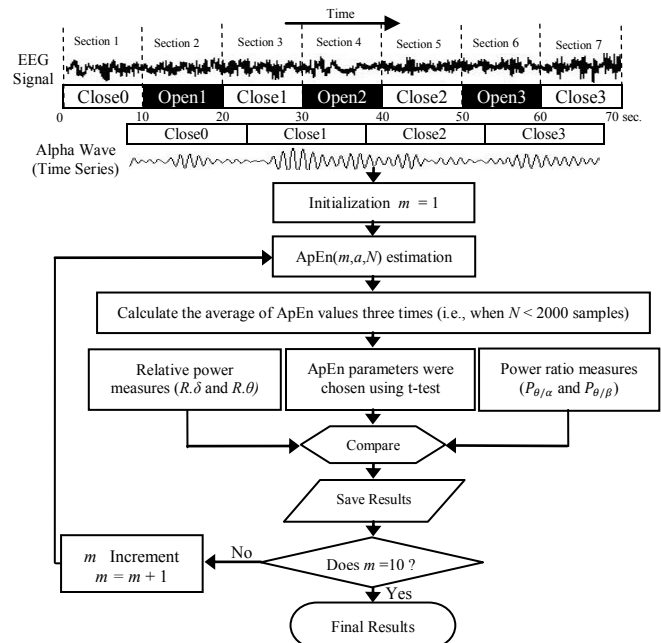 Time
Section 1 Section 2 Section 3 Section 4 Section 5 Section 6 Section 7
EEG
Signal
Close0 Open1 Close1 Open2 Close2 Open3 Close3
0 10 20 30 40 50 60 70 sec.
Close0 Close1 Close2 Close3
Alpha Wave
(Time Series)
Initialization m = 1
ApEn(m,a,N) estimation
Calculate the average of ApEn values three times (i.e., when N < 2000 samples)
Relative power
measures (R.δ and R.θ)
ApEn parameters were
chosen using t-test
Power ratio measures
(Pθ/α and Pθ/β)
Compare
Save Results
m Increment
m = m + 1
No
Does m =10 ?
Yes
Final Results